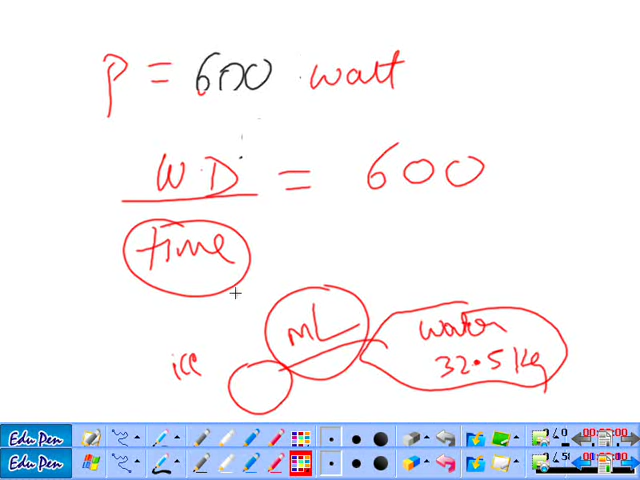 P = 600 watt
WD = 600
Time
mL
water
32.5 Kg
ice
Edu Pen
Edu Pen